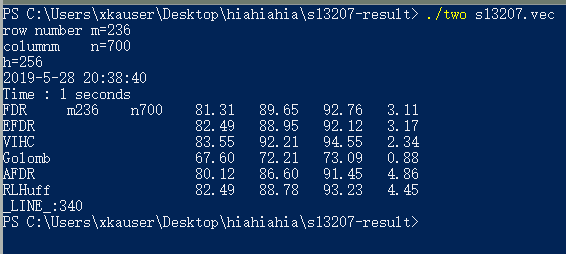 PS C:\Users\xkauser\Desktop\hiahiahia\s13207-result> ./two s13207.vec
row number m=236
columnm    n=700
h=256
2019-5-28 20:38:40
Time : 1 seconds
FDR     m236    n700    81.31   89.65   92.76   3.11
EFDR                    82.49   88.95   92.12   3.17
VIHC                    83.55   92.21   94.55   2.34
Golomb                  67.60   72.21   73.09   0.88
AFDR                    80.12   86.60   91.45   4.86
RLHuff                  82.49   88.78   93.23   4.45
_LINE_:340
PS C:\Users\xkauser\Desktop\hiahiahia\s13207-result>